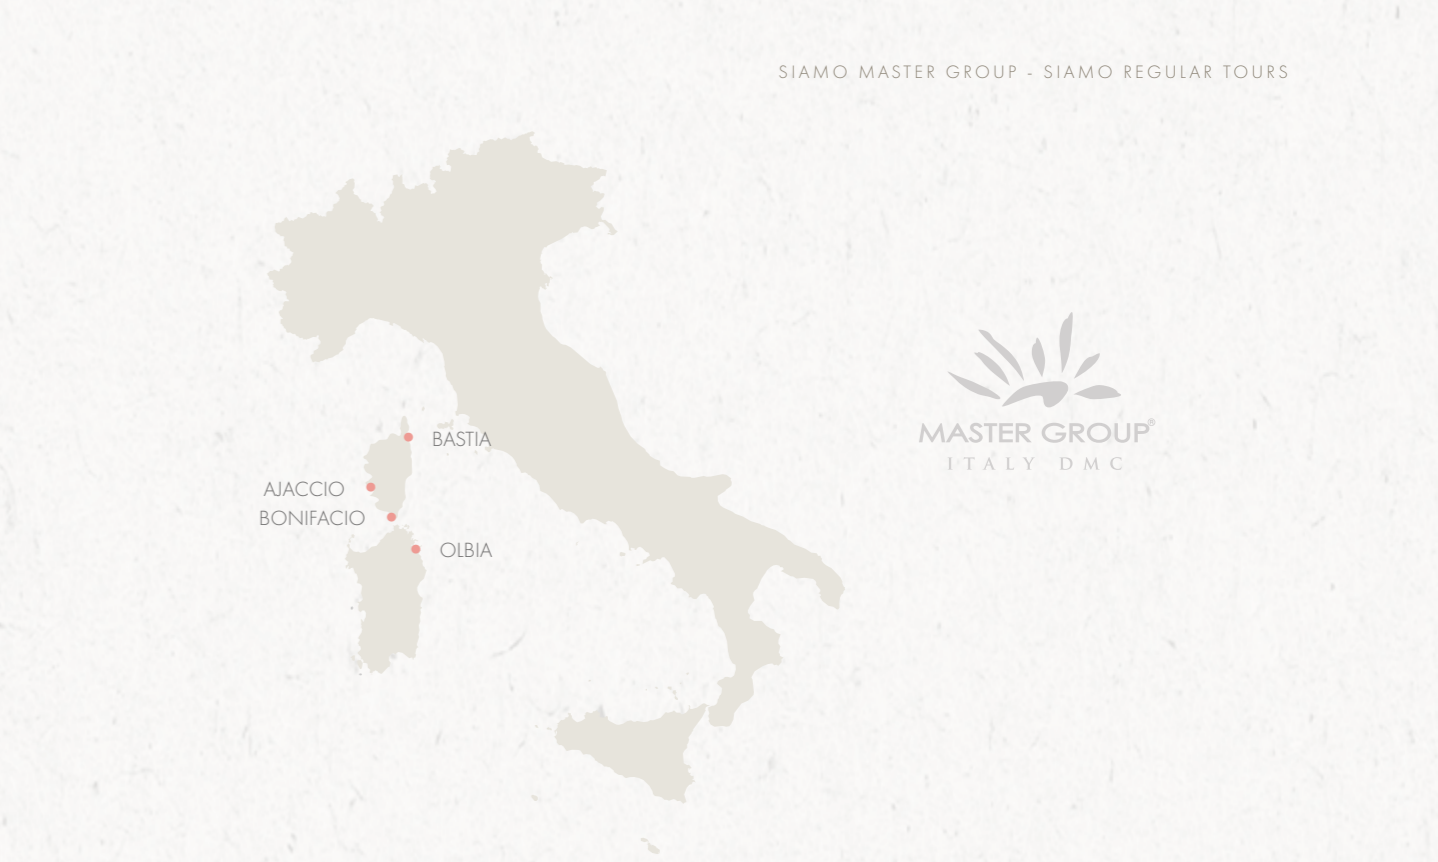 SIAMO MASTER GROUP - SIAMO REGULAR TOURS
BASTIA
AJACCIO
BONIFACIO
OLBIA
MASTER GROUP®
ITALY DMC